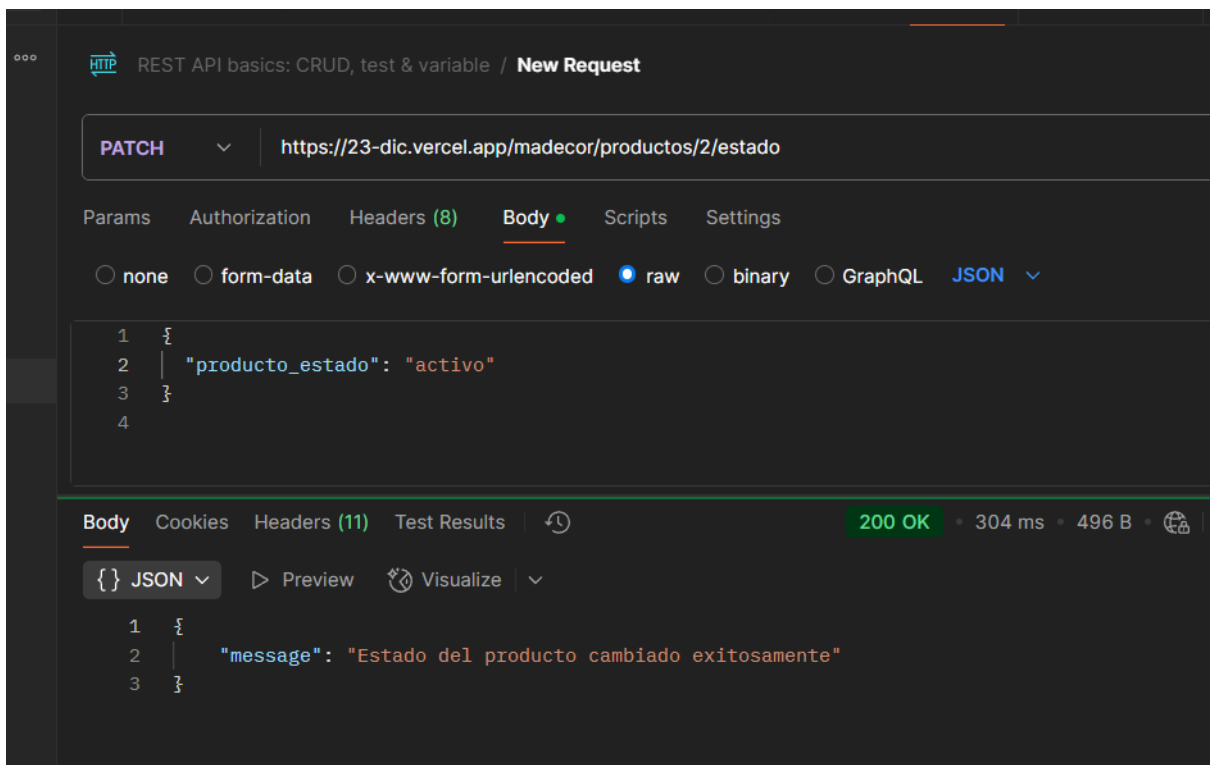 HTTP REST API basics: CRUD, test & variable / New Request
PATCH https://23-dic.vercel.app/madecor/productos/2/estado
Params Authorization Headers (8) Body Scripts Settings
none form-data x-www-form-urlencoded raw binary GraphQL JSON
1 {
2 "producto_estado": "activo"
3 }
4
Body Cookies Headers (11) Test Results 200 OK • 304 ms • 496 B •
{} JSON Preview Visualize
1 {
2 "message": "Estado del producto cambiado exitosamente"
3 }